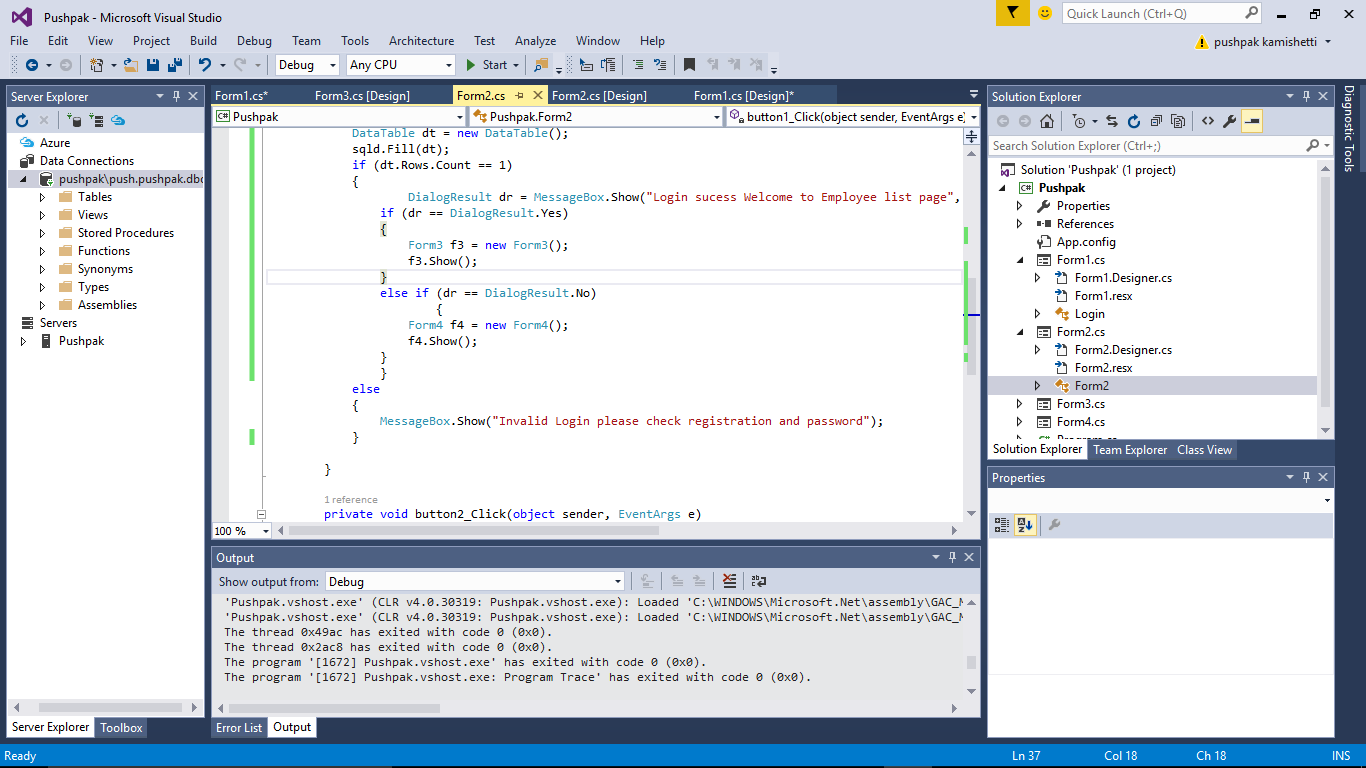 Pushpak - Microsoft Visual Studio
Quick Launch (Ctrl+Q)
File Edit View Project Build Debug Team Tools Architecture Test Analyze Window Help
pushpak kamishetti
Debug Any CPU Start
Server Explorer
Azure
Data Connections
pushpak\push.pushpak.dbo
Tables
Views
Stored Procedures
Functions
Synonyms
Types
Assemblies
Servers
Pushpak
Server Explorer Toolbox
Form1.cs* Form3.cs [Design] Form2.cs Form2.cs [Design] Form1.cs [Design]*
Pushpak Pushpak.Form2 button1_Click(object sender, EventArgs e)
DataTable dt = new DataTable();
sqld.Fill(dt);
if (dt.Rows.Count == 1)
{
DialogResult dr = MessageBox.Show("Login sucess Welcome to Employee list page",
if (dr == DialogResult.Yes)
{
Form3 f3 = new Form3();
f3.Show();
}
else if (dr == DialogResult.No)
{
Form4 f4 = new Form4();
f4.Show();
}
}
else
{
MessageBox.Show("Invalid Login please check registration and password");
}
}
1 reference
private void button2_Click(object sender, EventArgs e)
100 %
Output
Show output from: Debug
'Pushpak.vshost.exe' (CLR v4.0.30319: Pushpak.vshost.exe): Loaded 'C:\WINDOWS\Microsoft.Net\assembly\GAC_M
'Pushpak.vshost.exe' (CLR v4.0.30319: Pushpak.vshost.exe): Loaded 'C:\WINDOWS\Microsoft.Net\assembly\GAC_M
The thread 0x49ac has exited with code 0 (0x0).
The thread 0x2ac8 has exited with code 0 (0x0).
The program '[1672] Pushpak.vshost.exe' has exited with code 0 (0x0).
The program '[1672] Pushpak.vshost.exe: Program Trace' has exited with code 0 (0x0).
Error List Output
Solution Explorer
Search Solution Explorer (Ctrl+;)
Solution 'Pushpak' (1 project)
Pushpak
Properties
References
App.config
Form1.cs
Form1.Designer.cs
Form1.resx
Login
Form2.cs
Form2.Designer.cs
Form2.resx
Form2
Form3.cs
Form4.cs
Program.cs
Solution Explorer Team Explorer Class View
Properties
Diagnostic Tools
Ready Ln 37 Col 18 Ch 18 INS